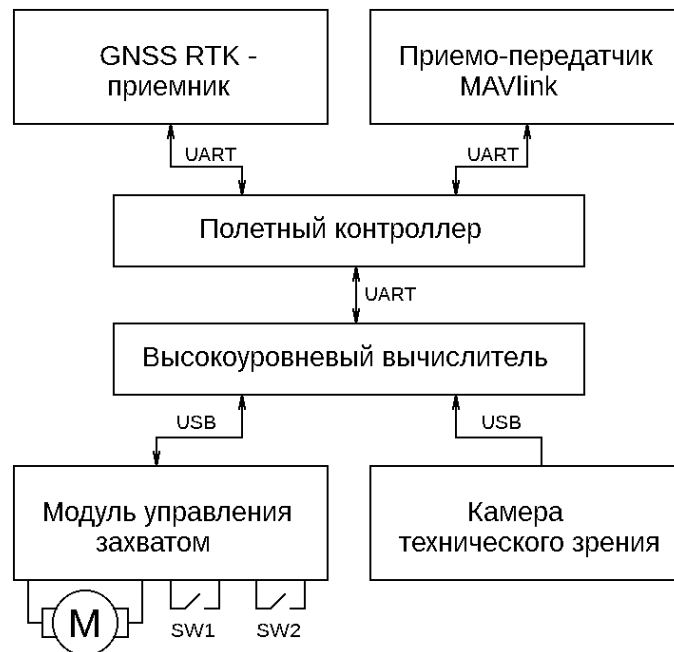 GNSS RTK -
приемник
Приемо-передатчик
MAVlink
UART
UART
Полетный контроллер
UART
Высокоуровневый вычислитель
USB
USB
Модуль управления
захватом
Камера
технического зрения
M
SW1
SW2